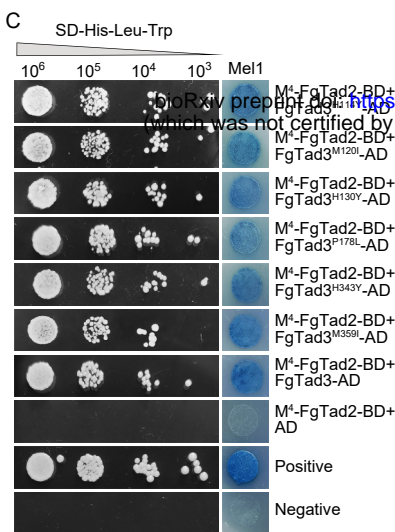 C
SD-His-Leu-Trp
10⁶ 10⁵ 10⁴ 10³ Mel1
M⁴-FgTad2-BD+
bioRxiv preprint doi: https
(which was not certified by
M⁴-FgTad2-BD+
FgTad3ᴹ¹²⁰ᴵ-AD
M⁴-FgTad2-BD+
FgTad3ᴴ¹³⁰ʸ-AD
M⁴-FgTad2-BD+
FgTad3ᴾ¹⁷⁸ᴸ-AD
M⁴-FgTad2-BD+
FgTad3ᴴ³⁴³ʸ-AD
M⁴-FgTad2-BD+
FgTad3ᴹ³⁵⁹ᴵ-AD
M⁴-FgTad2-BD+
FgTad3-AD
M⁴-FgTad2-BD+
AD
Positive
Negative